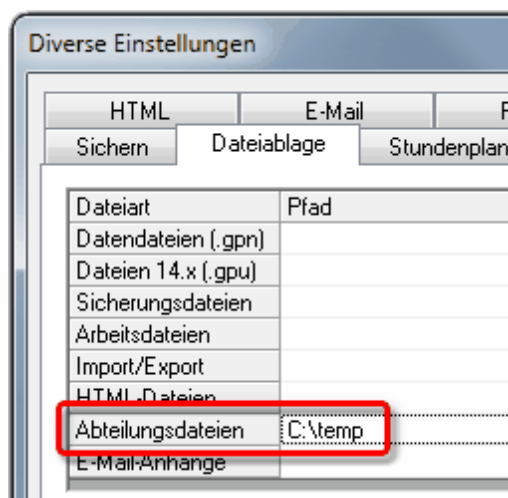 Diverse Einstellungen
HTML E-Mail
Sichern Dateiablage Stundenplan
Dateiart Pfad
Datendateien (.gpn)
Dateien 14.x (.gpu)
Sicherungsdateien
Arbeitsdateien
Import/Export
HTML-Dateien
Abteilungsdateien C:\temp
E-Mail-Anhänge